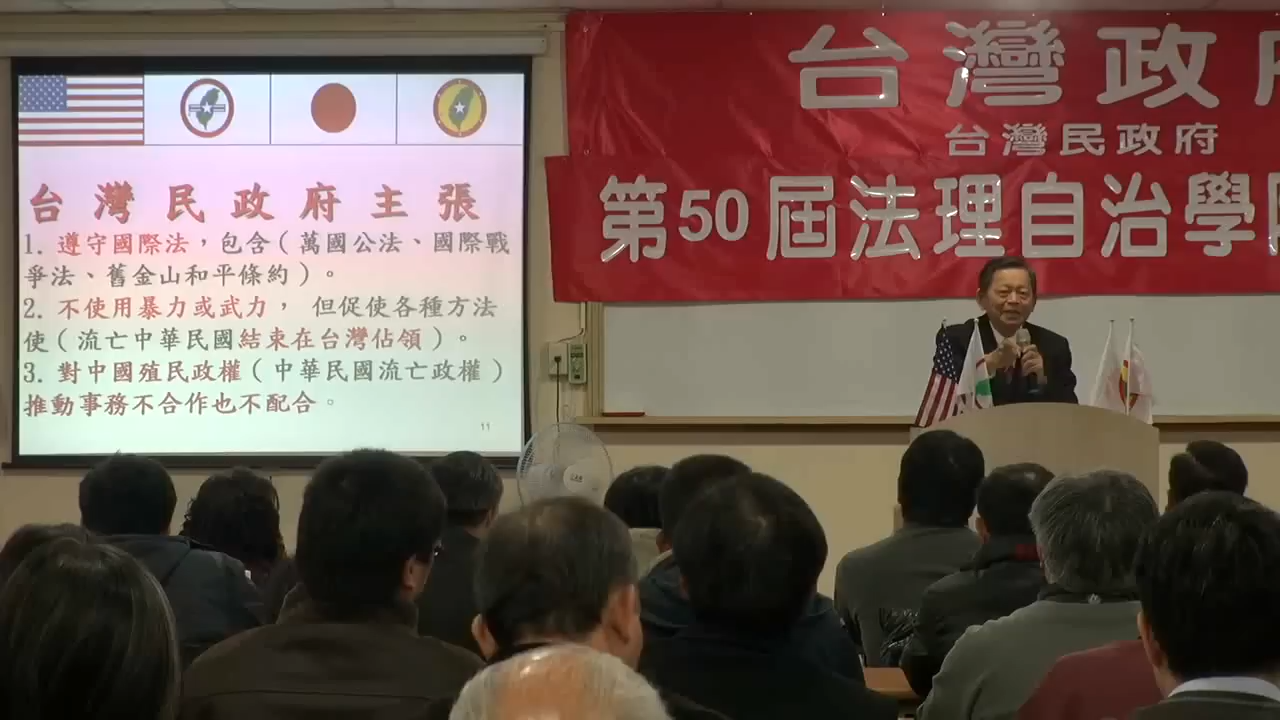 台灣民政府主張
1. 遵守國際法，包含（萬國公法、國際戰
爭法、舊金山和平條約）。
2. 不使用暴力或武力， 但促使各種方法
使（流亡中華民國結束在台灣佔領）。
3. 對中國殖民政權（中華民國流亡政權）
推動事務不合作也不配合。
11
台灣政府
台灣民政府
第50屆法理自治學